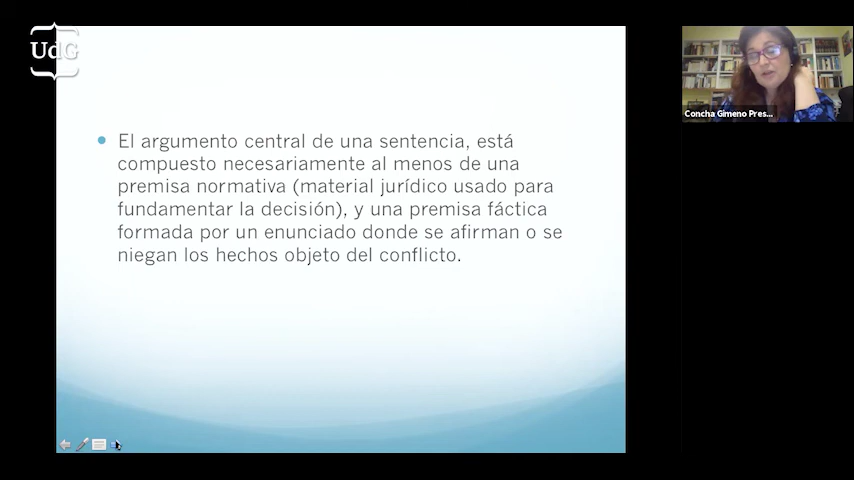 UdG
El argumento central de una sentencia, está
compuesto necesariamente al menos de una
premisa normativa (material jurídico usado para
fundamentar la decisión), y una premisa fáctica
formada por un enunciado donde se afirman o se
niegan los hechos objeto del conflicto.
Concha Gimeno Pres...